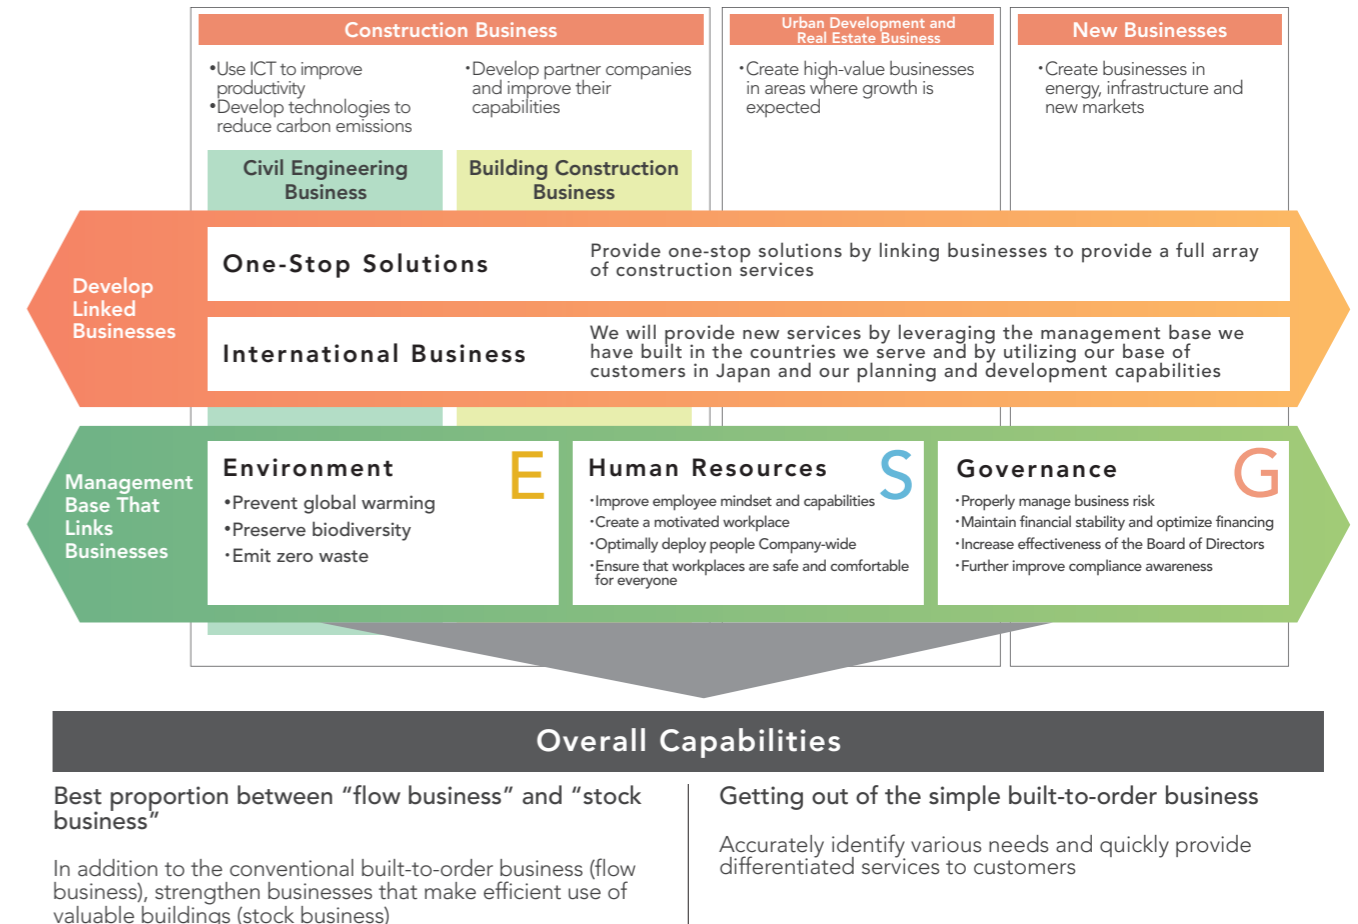 Construction Business
Urban Development and
Real Estate Business
New Businesses
•Use ICT to improve
productivity
•Develop technologies to
reduce carbon emissions
・Develop partner companies
and improve their
capabilities
・Create high-value businesses
in areas where growth is
expected
・Create businesses in
energy, infrastructure and
new markets
Civil Engineering
Business
Building Construction
Business
Develop
Linked
Businesses
One-Stop Solutions
Provide one-stop solutions by linking businesses to provide a full array
of construction services
International Business
We will provide new services by leveraging the management base we
have built in the countries we serve and by utilizing our base of
customers in Japan and our planning and development capabilities
Management
Base That
Links
Businesses
Environment
E
•Prevent global warming
•Preserve biodiversity
・Emit zero waste
Human Resources
S
・Improve employee mindset and capabilities
・Create a motivated workplace
・Optimally deploy people Company-wide
・Ensure that workplaces are safe and comfortable
for everyone
Governance
G
・Properly manage business risk
・Maintain financial stability and optimize financing
・Increase effectiveness of the Board of Directors
・Further improve compliance awareness
Overall Capabilities
Best proportion between “flow business” and “stock
business”
In addition to the conventional built-to-order business (flow
business), strengthen businesses that make efficient use of
valuable buildings (stock business)
Getting out of the simple built-to-order business
Accurately identify various needs and quickly provide
differentiated services to customers